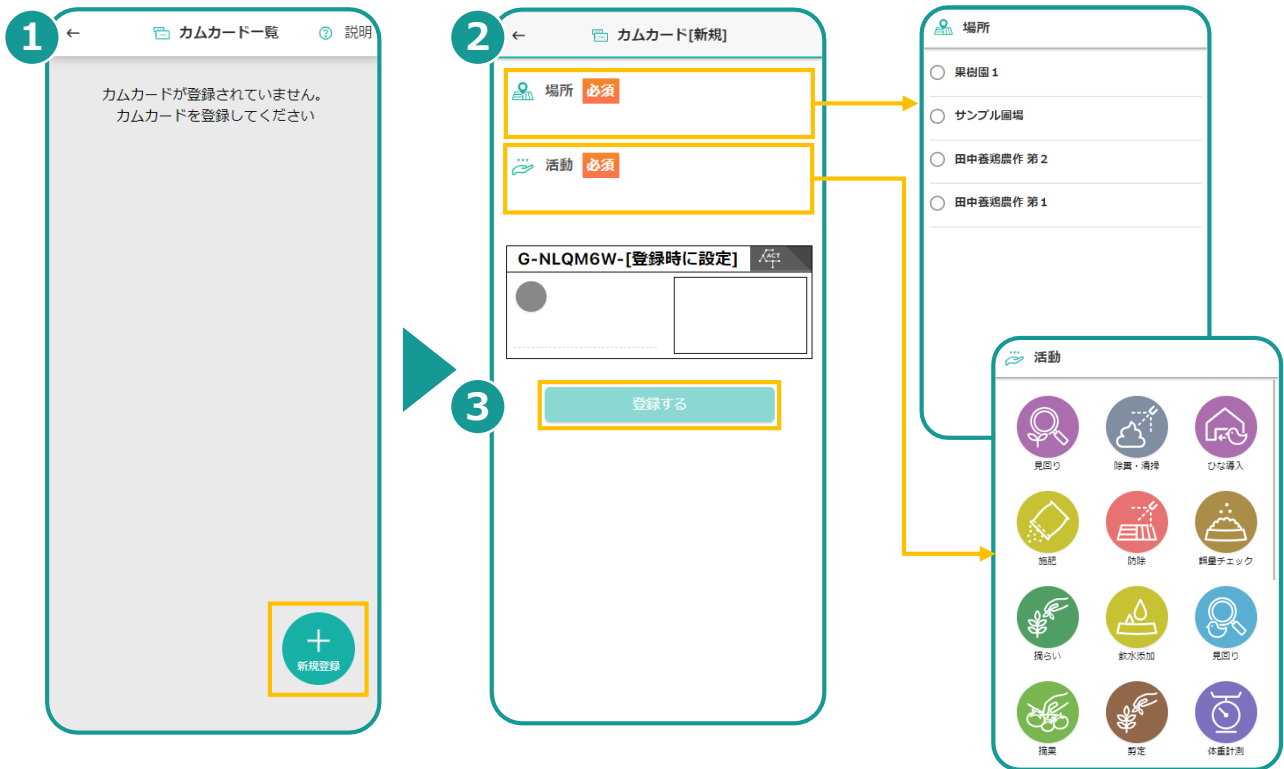 1
← カムカード一覧 説明
カムカードが登録されていません。
カムカードを登録してください
新規登録
2
← カムカード[新規]
場所 必須
活動 必須
G-NLQM6W-[登録時に設定]
ACT
3
登録する
場所
果樹園1
サンプル圃場
田中養鶏農作 第2
田中養鶏農作 第1
活動
見回り 除糞・清掃 ひな導入
施肥 防除 餌量チェック
摘らい 飲水添加 見回り
摘果 剪定 体重計測